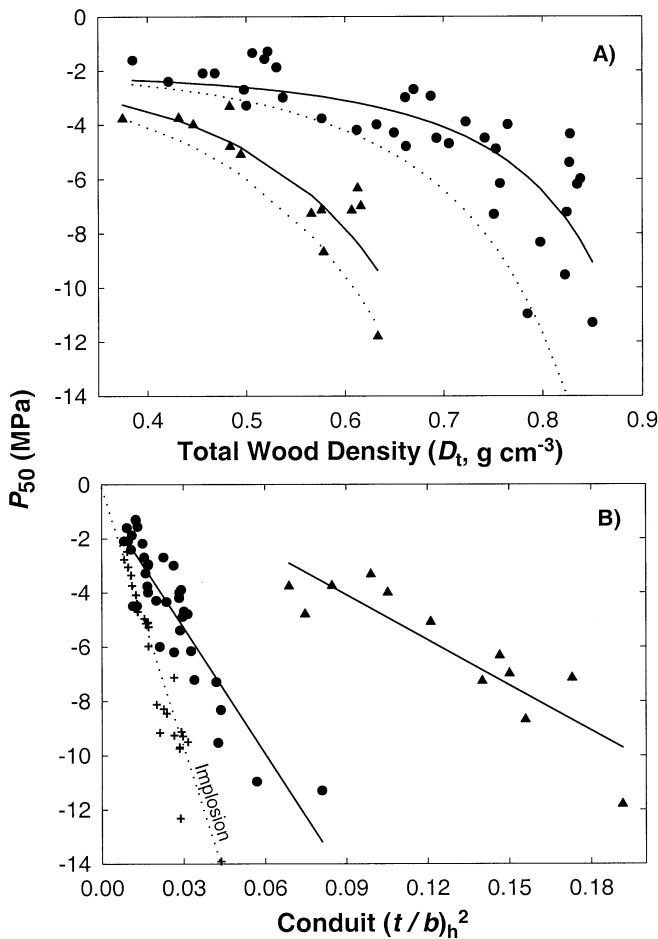 0
-2
-4
-6
-8
-10
-12
-14
A)
0.4 0.5 0.6 0.7 0.8 0.9
Total Wood Density (Dt, g cm-3)
P50 (MPa)
0
-2
-4
-6
-8
-10
-12
-14
B)
Implosion
0.00 0.03 0.06 0.09 0.12 0.15 0.18
Conduit (t / b)h2